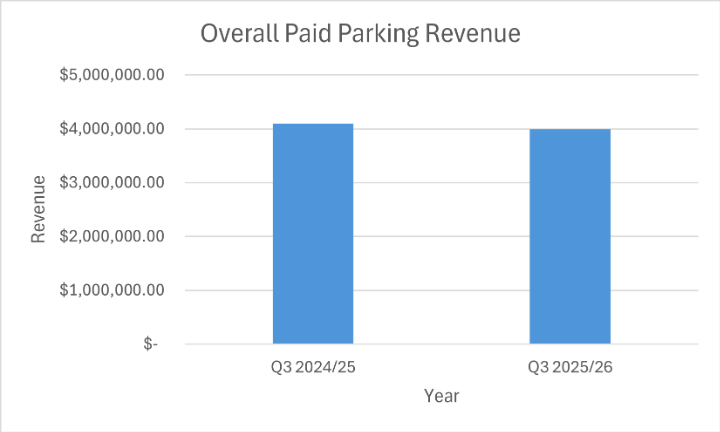 Overall Paid Parking Revenue
$5,000,000.00
$4,000,000.00
$3,000,000.00
$2,000,000.00
$1,000,000.00
$-
Revenue
Q3 2024/25
Q3 2025/26
Year